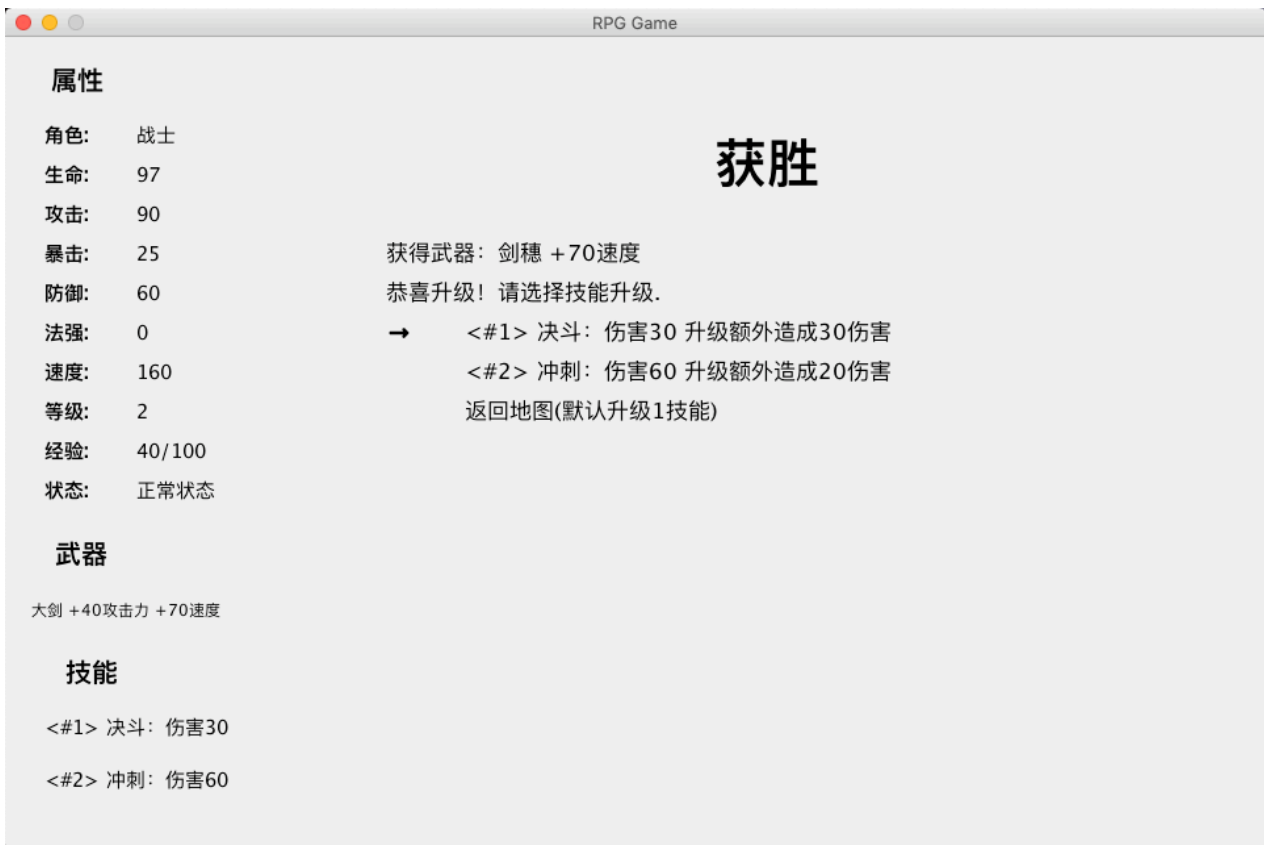 RPG Game
属性
角色: 战士
生命: 97
攻击: 90
暴击: 25
防御: 60
法强: 0
速度: 160
等级: 2
经验: 40/100
状态: 正常状态
武器
大剑 +40攻击力 +70速度
技能
<#1> 决斗：伤害30
<#2> 冲刺：伤害60
获胜
获得武器：剑穗 +70速度
恭喜升级！请选择技能升级.
→ <#1> 决斗：伤害30 升级额外造成30伤害
<#2> 冲刺：伤害60 升级额外造成20伤害
返回地图(默认升级1技能)